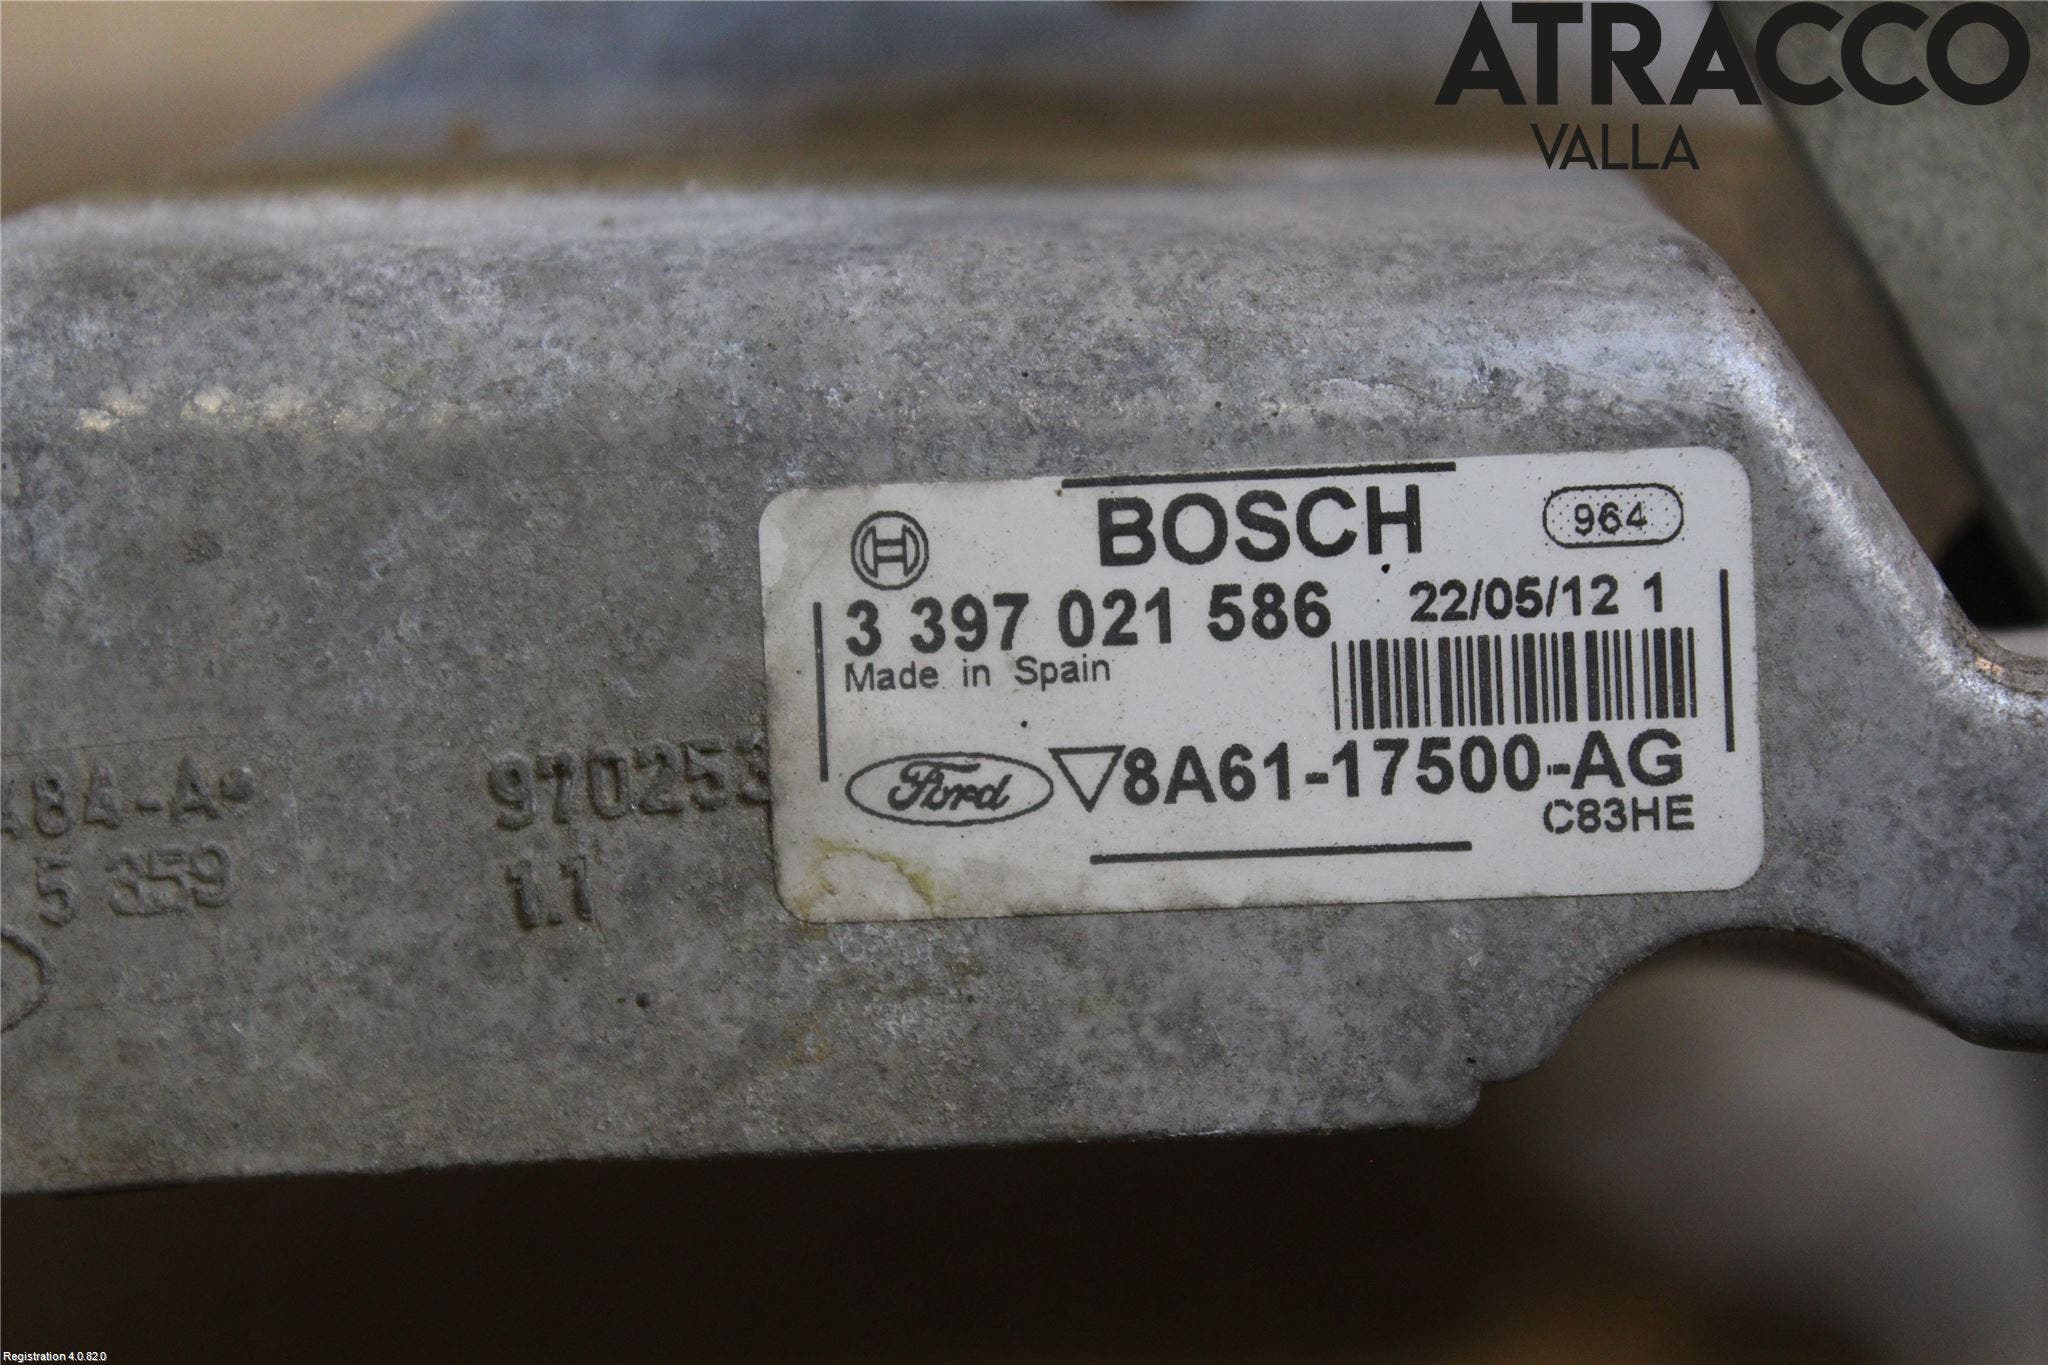 ATRACCO
VALLA
BOSCH
964
3 397 021 586
22/05/12 1
Made in Spain
Ford
8A61-17500-AG
C83HE
48A-A
970253
5 359
1.1
Registration 4.0.82.0